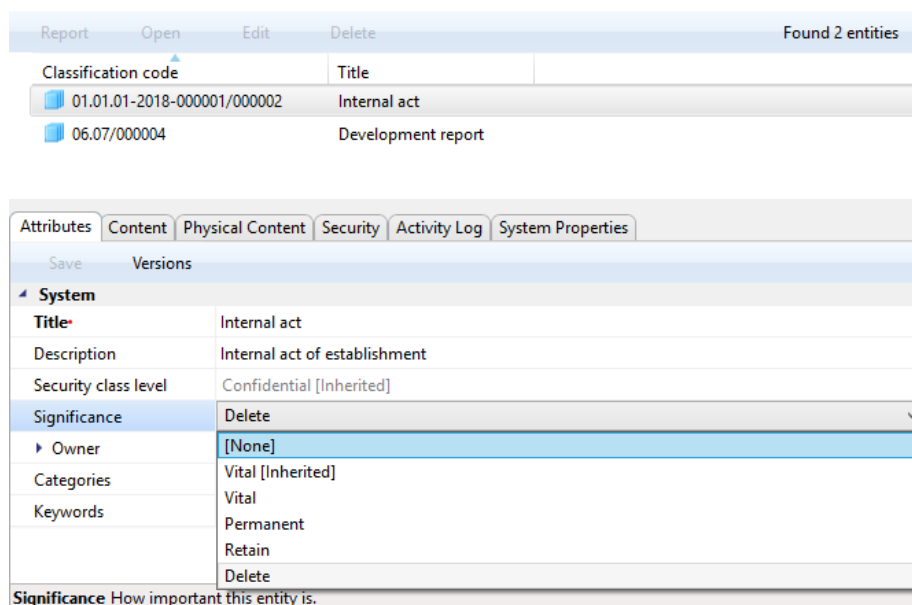 Report Open Edit Delete Found 2 entities
Classification code Title
01.01.01-2018-000001/000002 Internal act
06.07/000004 Development report
Attributes Content Physical Content Security Activity Log System Properties
Save Versions
System
Title• Internal act
Description Internal act of establishment
Security class level Confidential [Inherited]
Significance Delete
Owner [None]
Vital [Inherited]
Categories
Vital
Keywords
Permanent
Retain
Delete
Significance How important this entity is.